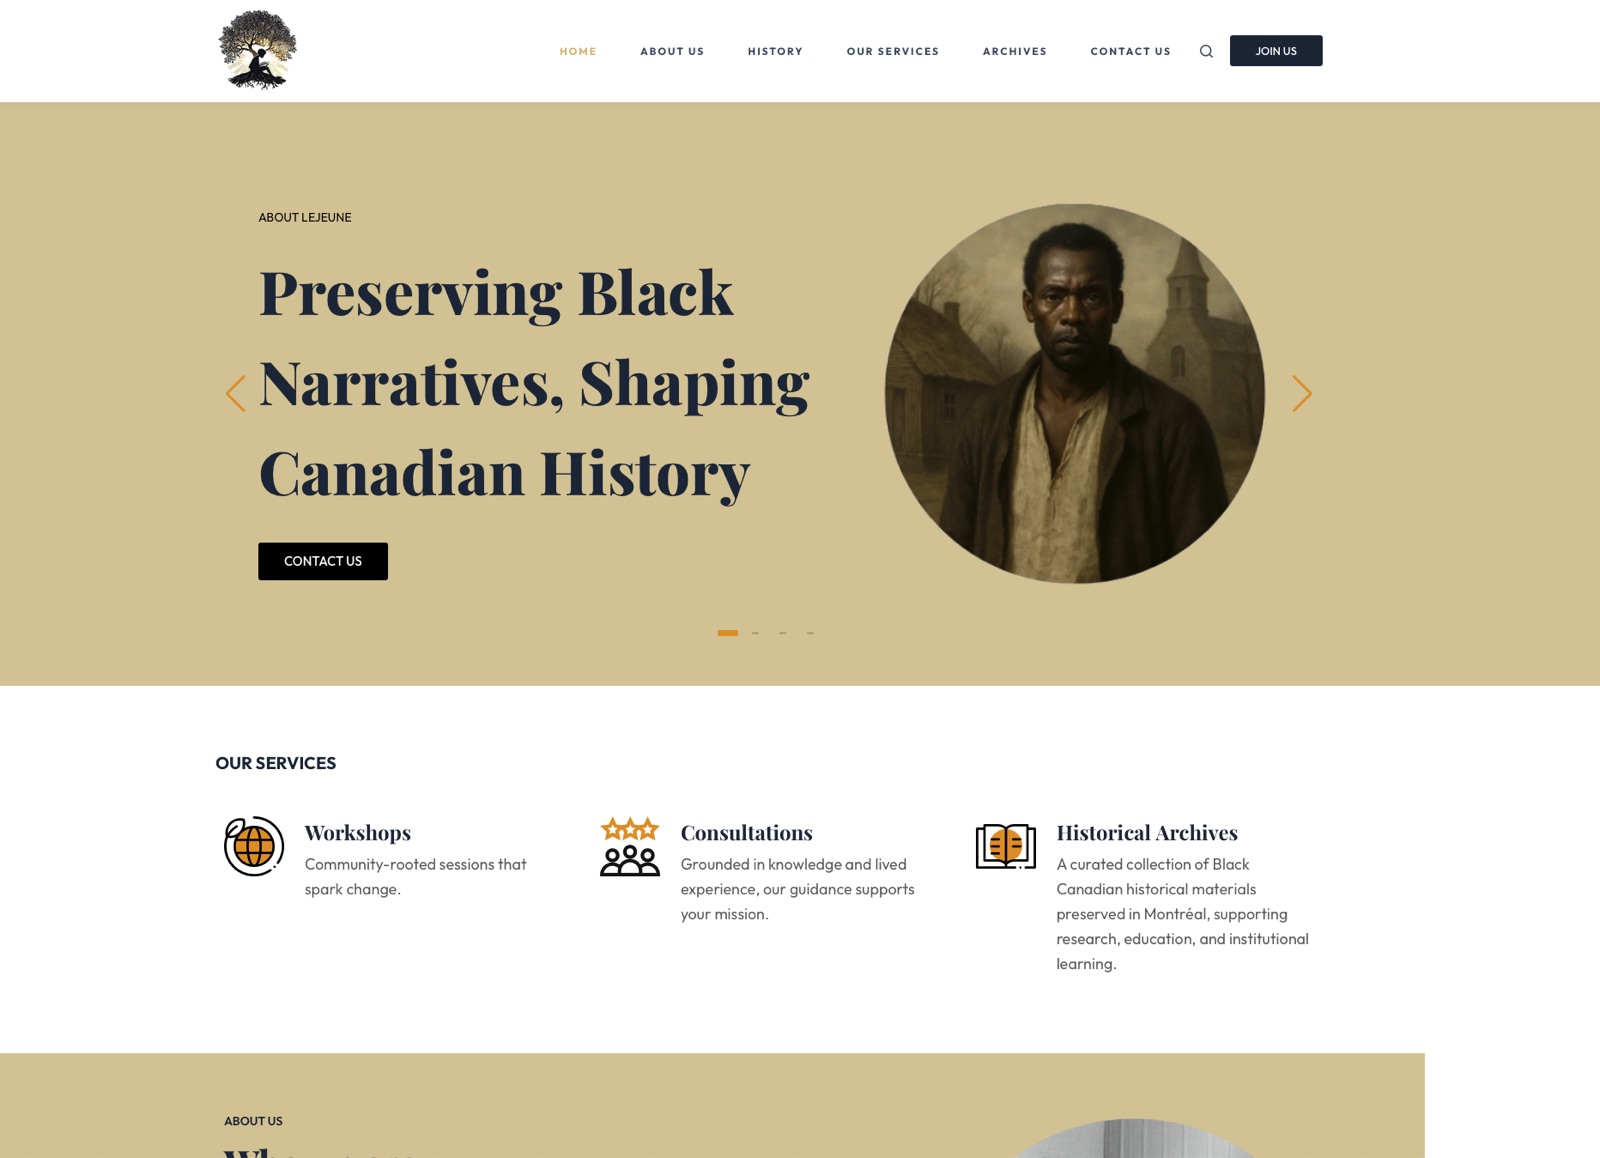 HOME
ABOUT US
HISTORY
OUR SERVICES
ARCHIVES
CONTACT US
JOIN US
ABOUT LEJEUNE
Preserving Black
Narratives, Shaping
Canadian History
CONTACT US
OUR SERVICES
Workshops
Community-rooted sessions that
spark change.
Consultations
Grounded in knowledge and lived
experience, our guidance supports
your mission.
Historical Archives
A curated collection of Black
Canadian historical materials
preserved in Montréal, supporting
research, education, and institutional
learning.
ABOUT US